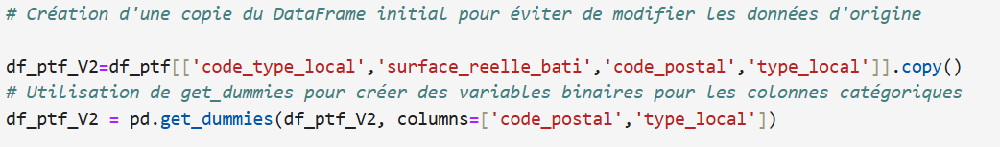 # Création d'une copie du DataFrame initial pour éviter de modifier les données d'origine
df_ptf_V2=df_ptf[['code_type_local','surface_reelle_bati','code_postal','type_local']].copy()
# Utilisation de get_dummies pour créer des variables binaires pour les colonnes catégoriques
df_ptf_V2 = pd.get_dummies(df_ptf_V2, columns=['code_postal','type_local'])